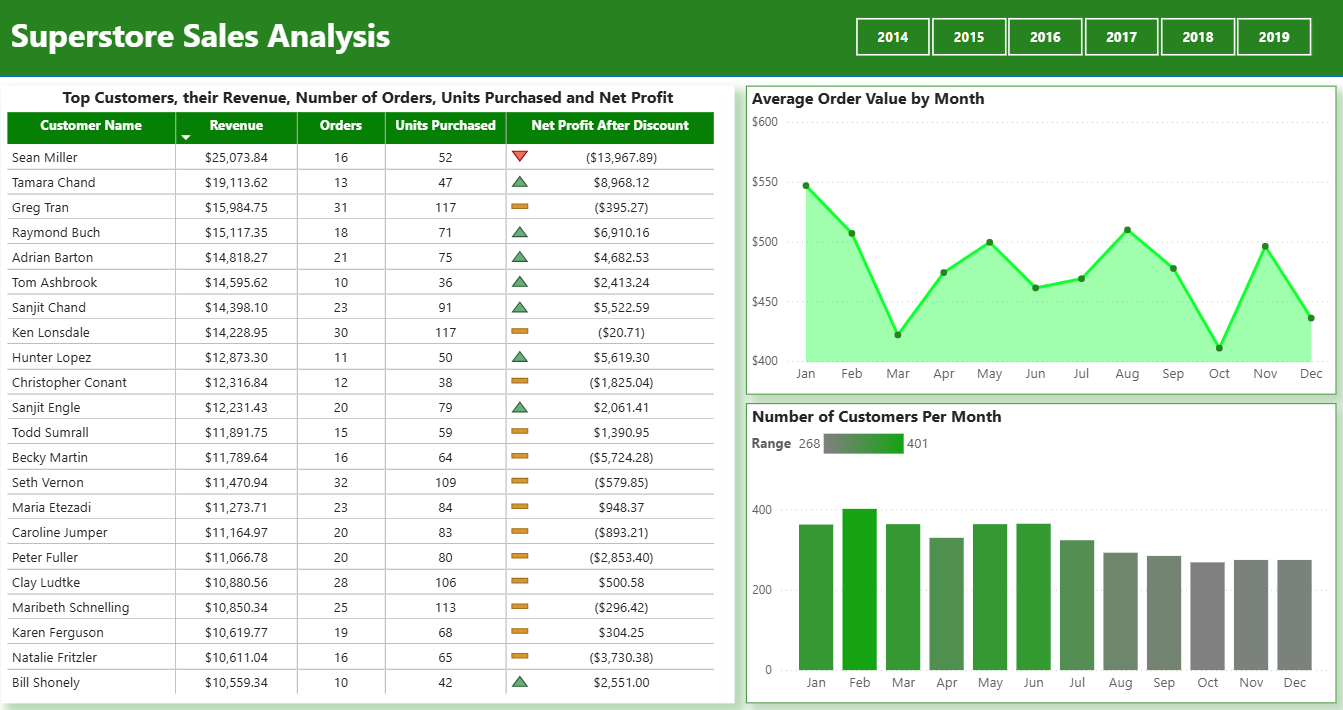 Superstore Sales Analysis
2014 2015 2016 2017 2018 2019
Top Customers, their Revenue, Number of Orders, Units Purchased and Net Profit
Customer Name Revenue Orders Units Purchased Net Profit After Discount
Sean Miller $25,073.84 16 52 ($13,967.89)
Tamara Chand $19,113.62 13 47 $8,968.12
Greg Tran $15,984.75 31 117 ($395.27)
Raymond Buch $15,117.35 18 71 $6,910.16
Adrian Barton $14,818.27 21 75 $4,682.53
Tom Ashbrook $14,595.62 10 36 $2,413.24
Sanjit Chand $14,398.10 23 91 $5,522.59
Ken Lonsdale $14,228.95 30 117 ($20.71)
Hunter Lopez $12,873.30 11 50 $5,619.30
Christopher Conant $12,316.84 12 38 ($1,825.04)
Sanjit Engle $12,231.43 20 79 $2,061.41
Todd Sumrall $11,891.75 15 59 $1,390.95
Becky Martin $11,789.64 16 64 ($5,724.28)
Seth Vernon $11,470.94 32 109 ($579.85)
Maria Etezadi $11,273.71 23 84 $948.37
Caroline Jumper $11,164.97 20 83 ($893.21)
Peter Fuller $11,066.78 20 80 ($2,853.40)
Clay Ludtke $10,880.56 28 106 $500.58
Maribeth Schnelling $10,850.34 25 113 ($296.42)
Karen Ferguson $10,619.77 19 68 $304.25
Natalie Fritzler $10,611.04 16 65 ($3,730.38)
Bill Shonely $10,559.34 10 42 $2,551.00
Average Order Value by Month
$600
$550
$500
$450
$400
Jan Feb Mar Apr May Jun Jul Aug Sep Oct Nov Dec
Number of Customers Per Month
Range 268 401
400
200
0
Jan Feb Mar Apr May Jun Jul Aug Sep Oct Nov Dec